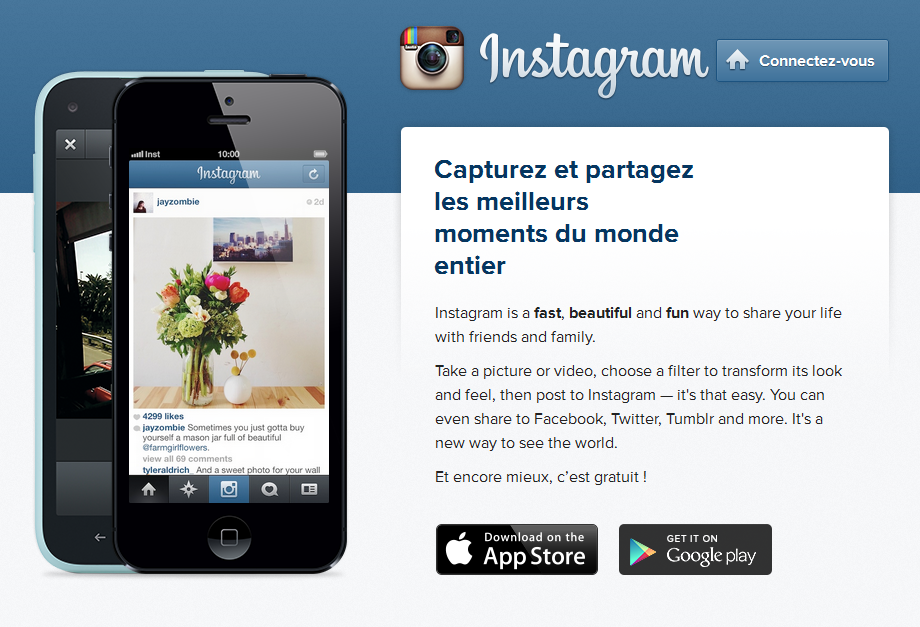 Instagram
Connectez-vous
Capturez et partagez
les meilleurs
moments du monde
entier
Instagram is a fast, beautiful and fun way to share your life
with friends and family.
Take a picture or video, choose a filter to transform its look
and feel, then post to Instagram — it's that easy. You can
even share to Facebook, Twitter, Tumblr and more. It's a
new way to see the world.
Et encore mieux, c’est gratuit !
Download on the
App Store
GET IT ON
Google play
Inst 10:00
Instagram
jayzombie 2d
4299 likes
jayzombie Sometimes you just gotta buy
yourself a mason jar full of beautiful
@farmgirlflowers.
view all 69 comments
tyleraldrich_ And a sweet photo for your wall